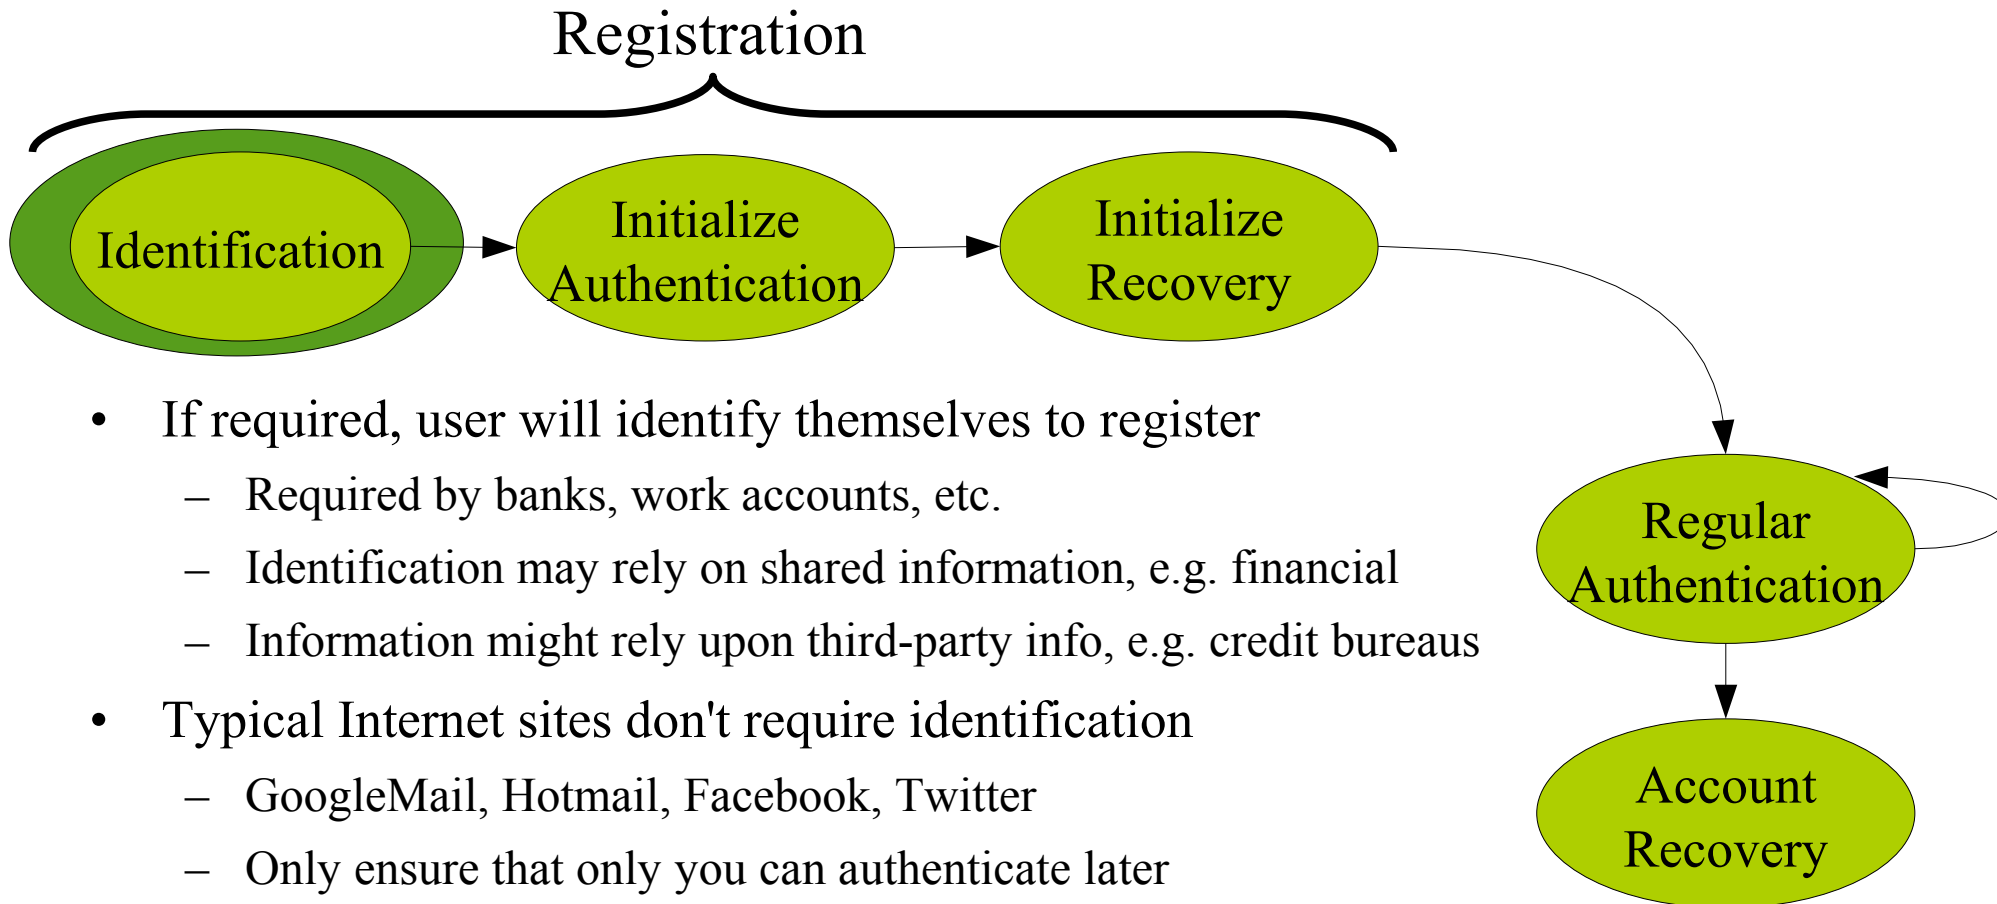 Registration
Identification
Initialize
Authentication
Initialize
Recovery
• If required, user will identify themselves to register
– Required by banks, work accounts, etc.
– Identification may rely on shared information, e.g. financial
– Information might rely upon third-party info, e.g. credit bureaus
• Typical Internet sites don't require identification
– GoogleMail, Hotmail, Facebook, Twitter
– Only ensure that only you can authenticate later
Regular
Authentication
Account
Recovery